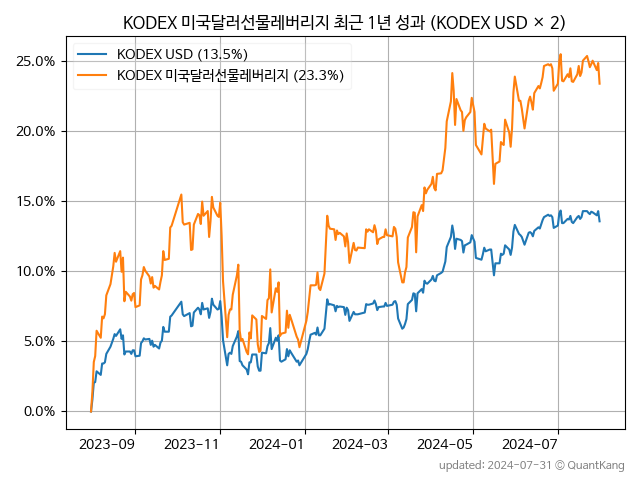 KODEX 미국달러선물레버리지 최근 1년 성과 (KODEX USD × 2)
KODEX USD (13.5%)
KODEX 미국달러선물레버리지 (23.3%)
25.0%
20.0%
15.0%
10.0%
5.0%
0.0%
2023-09 2023-11 2024-01 2024-03 2024-05 2024-07
updated: 2024-07-31 © QuantKang